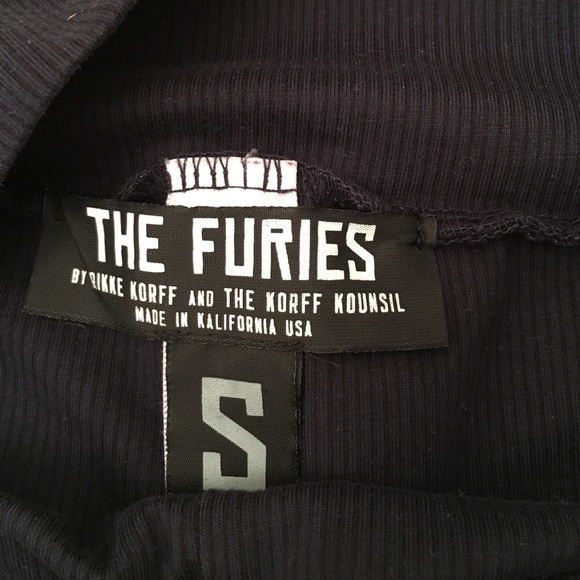 THE FURIES
BY RIKKE KORFF AND THE KORFF KOUNSIL
MADE IN KALIFORNIA USA
S